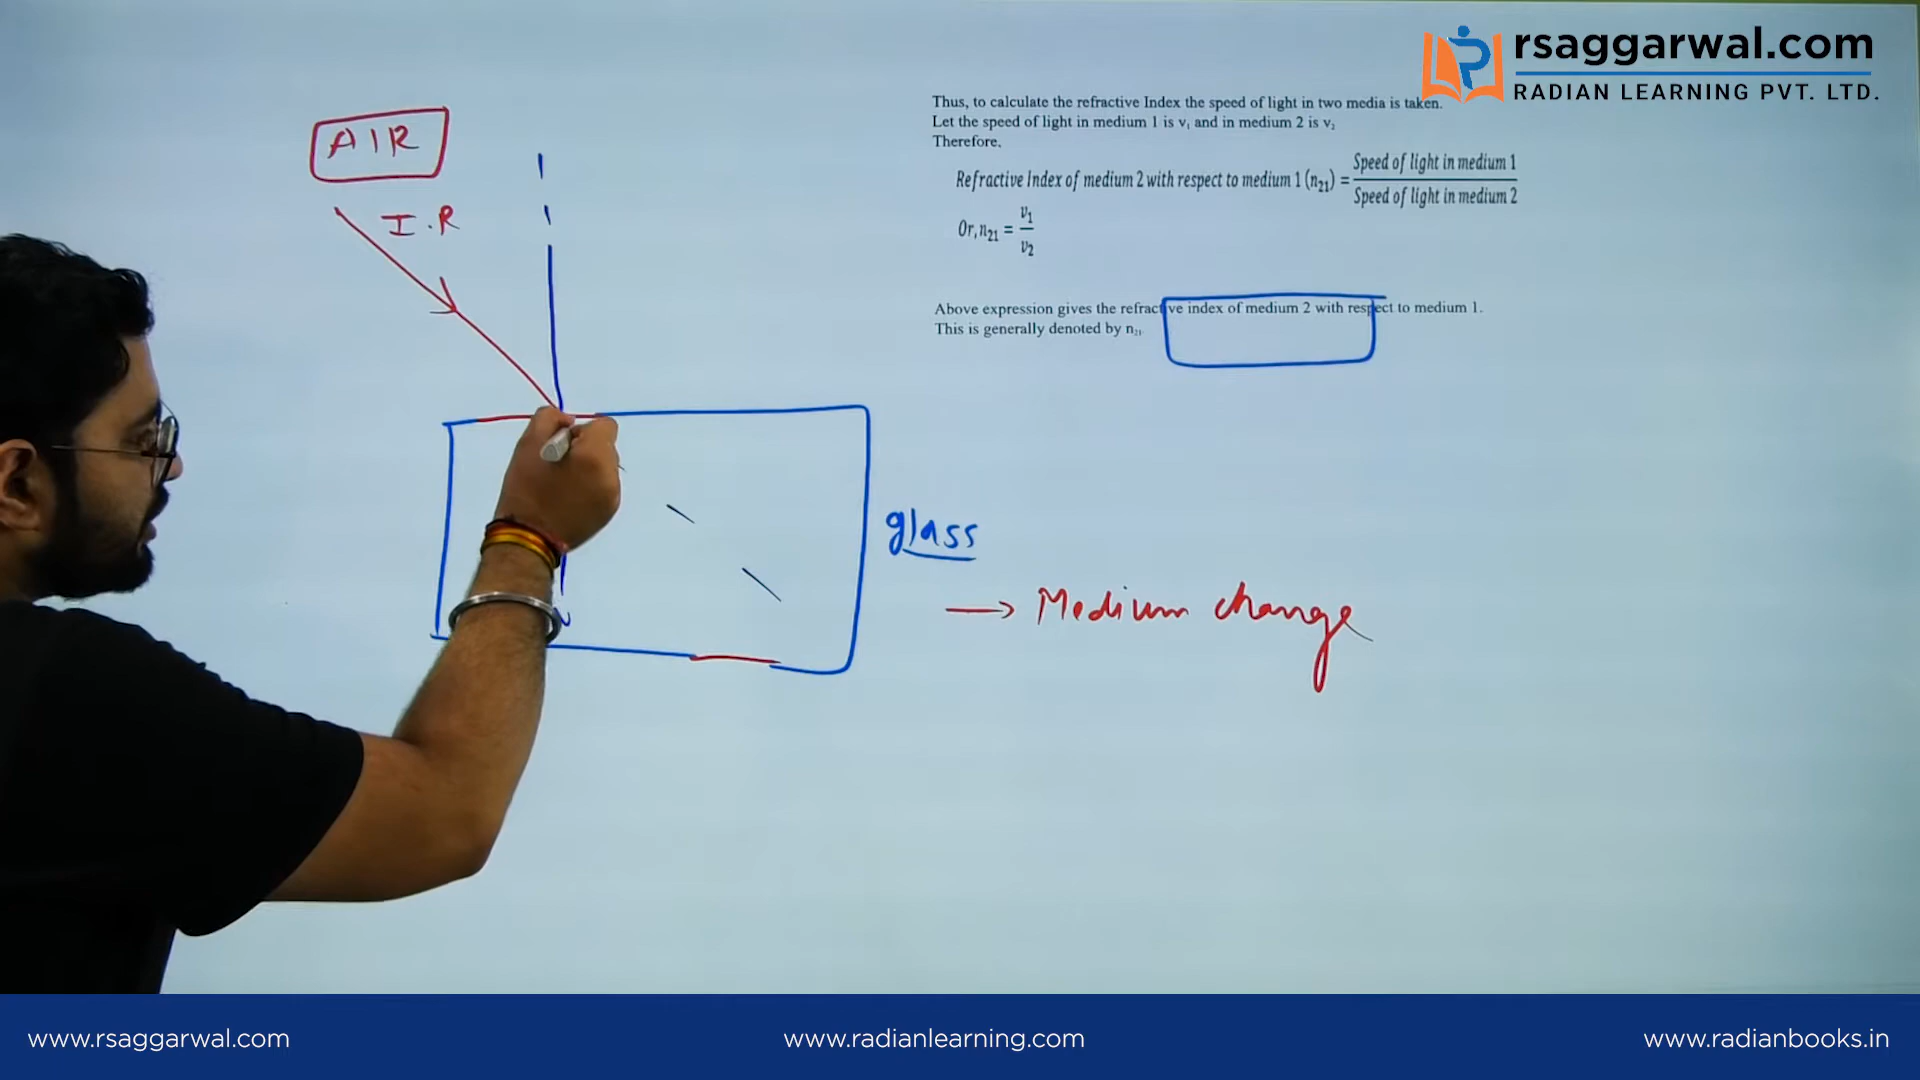 rsaggarwal.com
RADIAN LEARNING PVT. LTD.
Thus, to calculate the refractive Index the speed of light in two media is taken.
Let the speed of light in medium 1 is v₁ and in medium 2 is v₂
Therefore,
Refractive Index of medium 2 with respect to medium 1 (n₂₁) = Speed of light in medium 1 / Speed of light in medium 2
Or, n₂₁ = v₁ / v₂
Above expression gives the refractive index of medium 2 with respect to medium 1.
This is generally denoted by n₂₁.
AIR
I.R
glass
→ Medium change
www.rsaggarwal.com
www.radianlearning.com
www.radianbooks.in